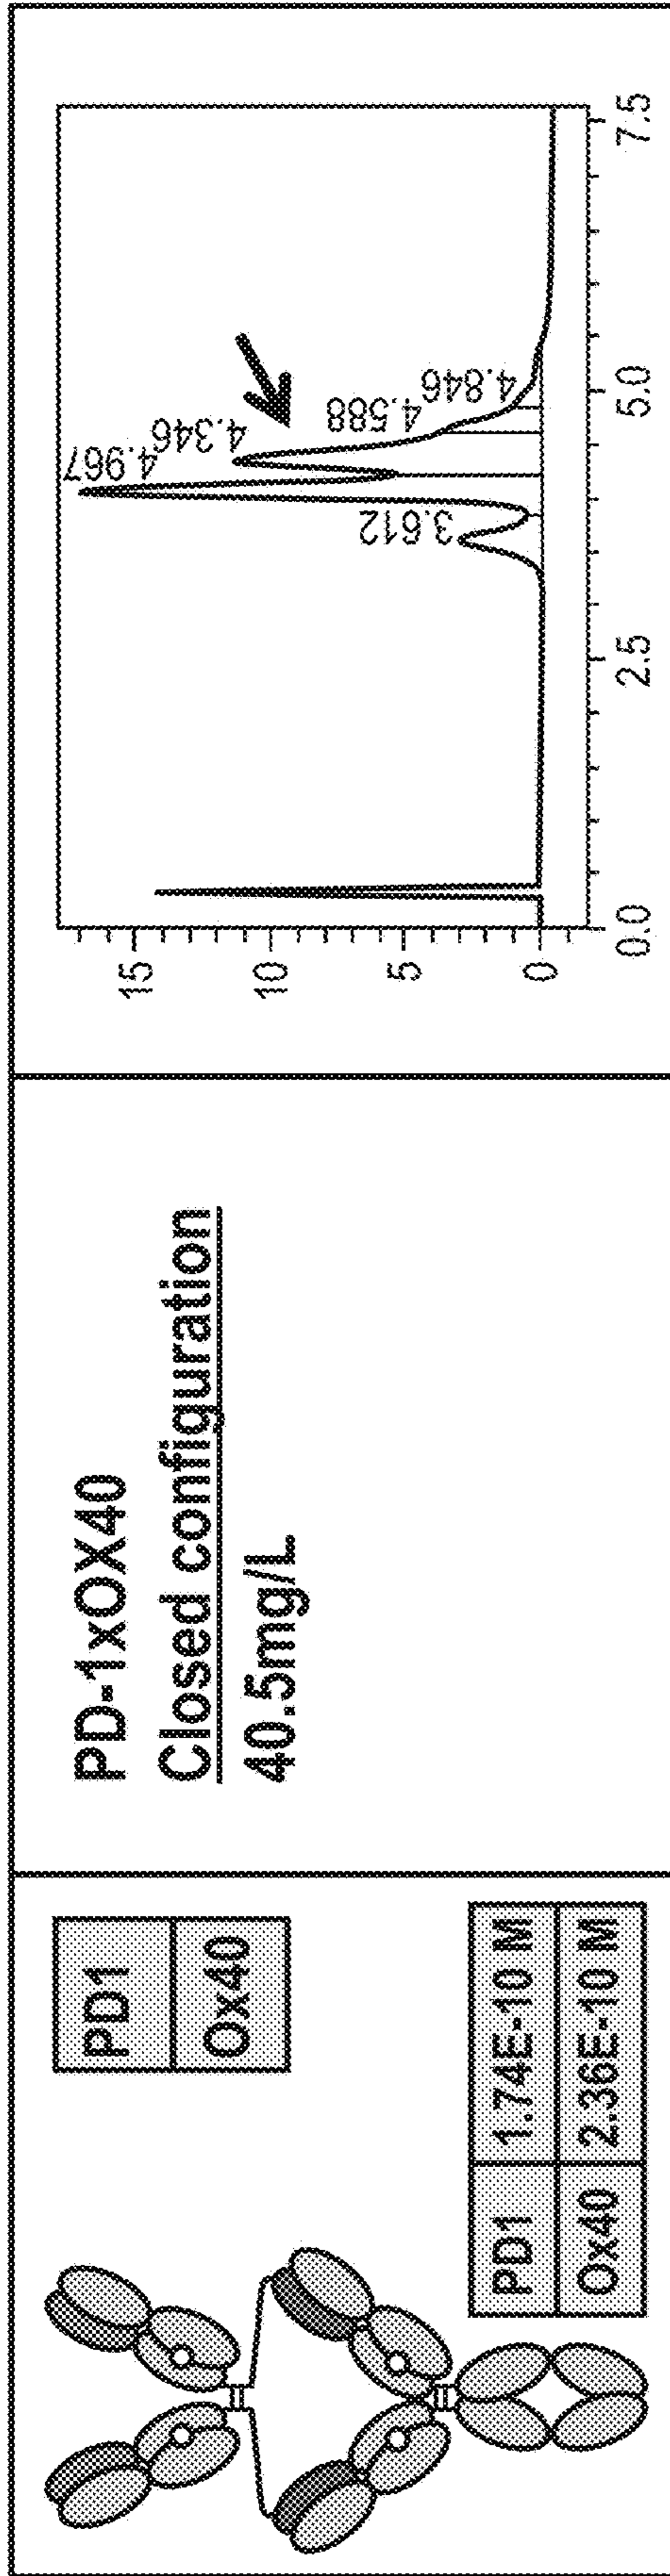 PD1
Ox40
PD1 1.74E-10 M
Ox40 2.36E-10 M
PD-1xOX40
Closed configuration
40.5mg/L
15
10
5
0
4.967
4.346
3.612
4.588
4.846
0.0
2.5
5.0
7.5